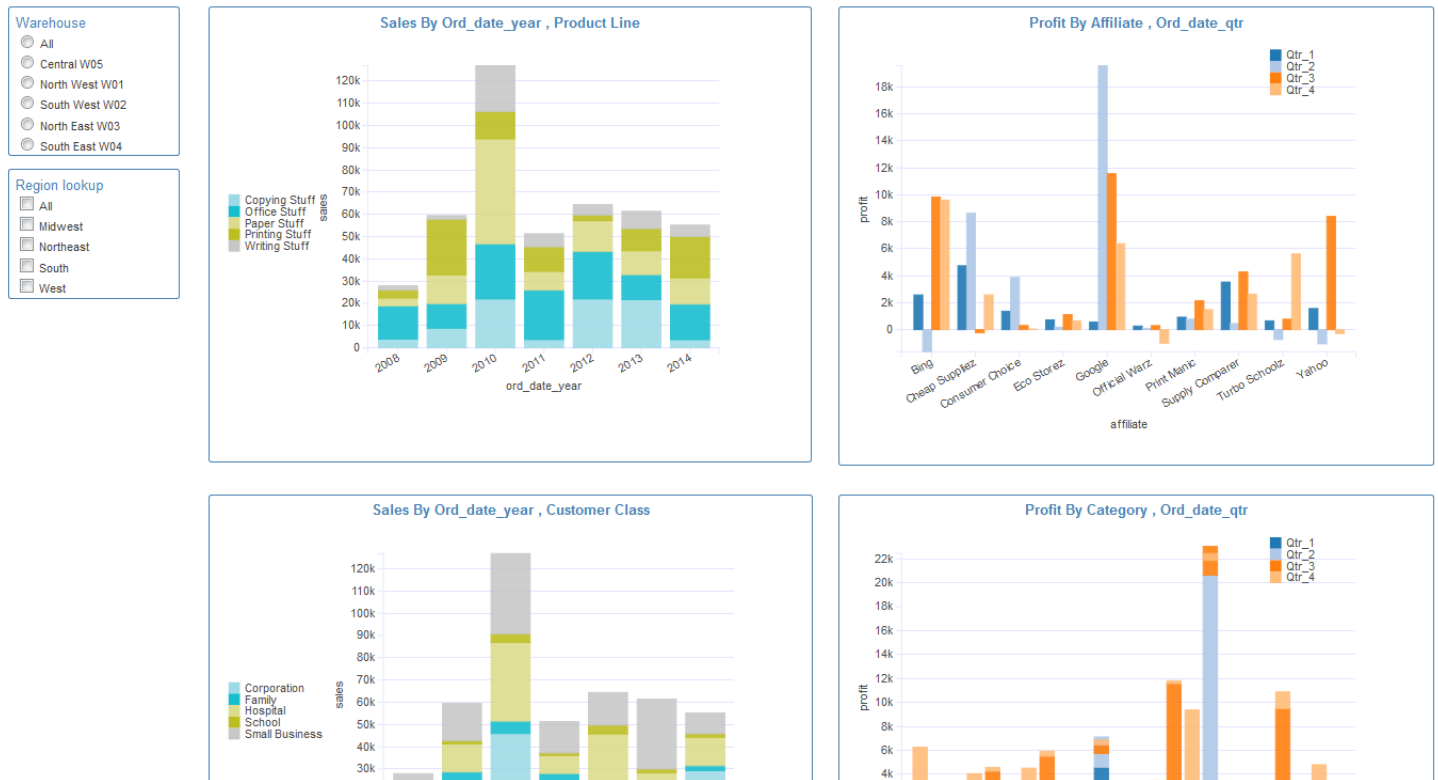 Warehouse
All
Central W05
North West W01
South West W02
North East W03
South East W04
Region lookup
All
Midwest
Northeast
South
West
Sales By Ord_date_year , Product Line
120k
110k
100k
90k
80k
70k
60k
50k
40k
30k
20k
10k
0
sales
Copying Stuff
Office Stuff
Paper Stuff
Printing Stuff
Writing Stuff
2008
2009
2010
2011
2012
2013
2014
ord_date_year
Profit By Affiliate , Ord_date_qtr
Qtr_1
Qtr_2
Qtr_3
Qtr_4
18k
16k
14k
12k
10k
8k
6k
4k
2k
0
profit
Bing
Cheap Suppliez
Consumer Choice
Eco Storez
Google
Official Warz
Print Manic
Supply Comparer
Turbo Schoolz
Yahoo
affiliate
Sales By Ord_date_year , Customer Class
120k
110k
100k
90k
80k
70k
60k
50k
40k
30k
sales
Corporation
Family
Hospital
School
Small Business
Profit By Category , Ord_date_qtr
Qtr_1
Qtr_2
Qtr_3
Qtr_4
22k
20k
18k
16k
14k
12k
10k
8k
6k
4k
profit